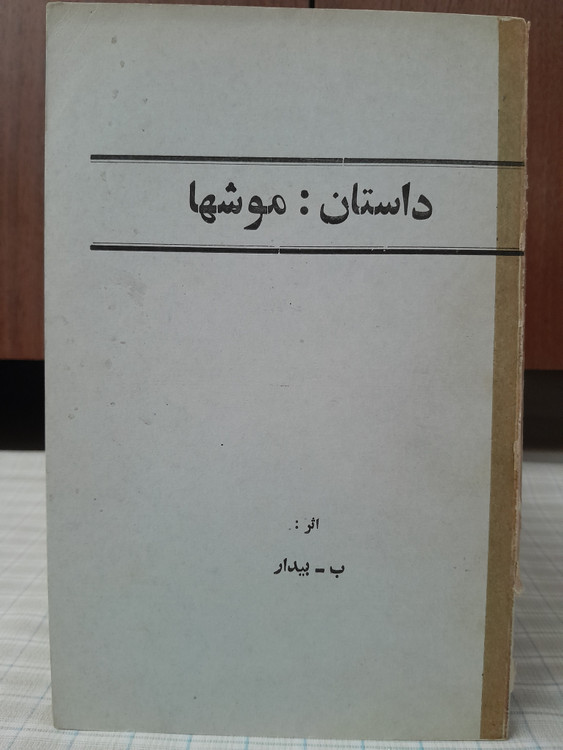 داستان : موشها
اثر :
ب ـ بیدار